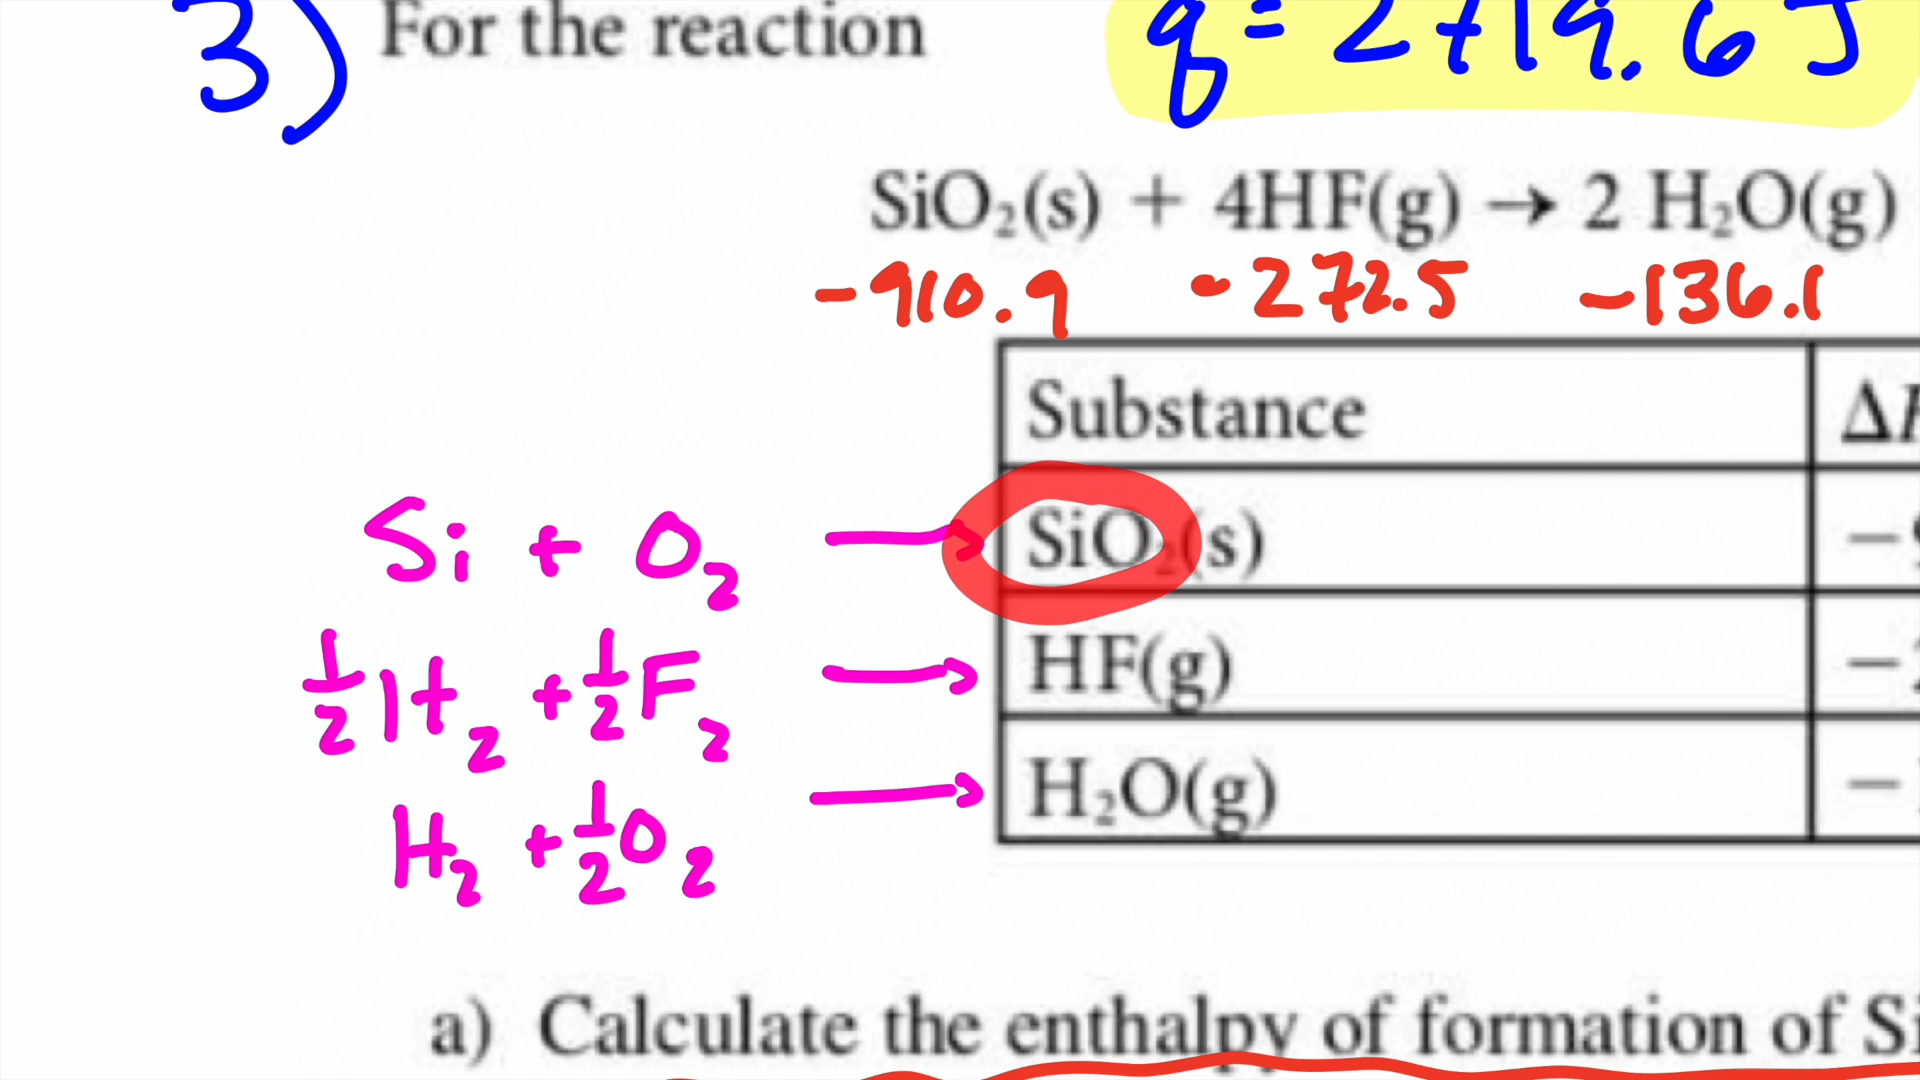 3) For the reaction q = 2719.6 J
SiO₂(s) + 4HF(g) → 2 H₂O(g)
-910.9 -272.5 -136.1
Substance
Si + O₂ → SiO₂(s)
½H₂ + ½F₂ → HF(g)
H₂ + ½O₂ → H₂O(g)
a) Calculate the enthalpy of formation of